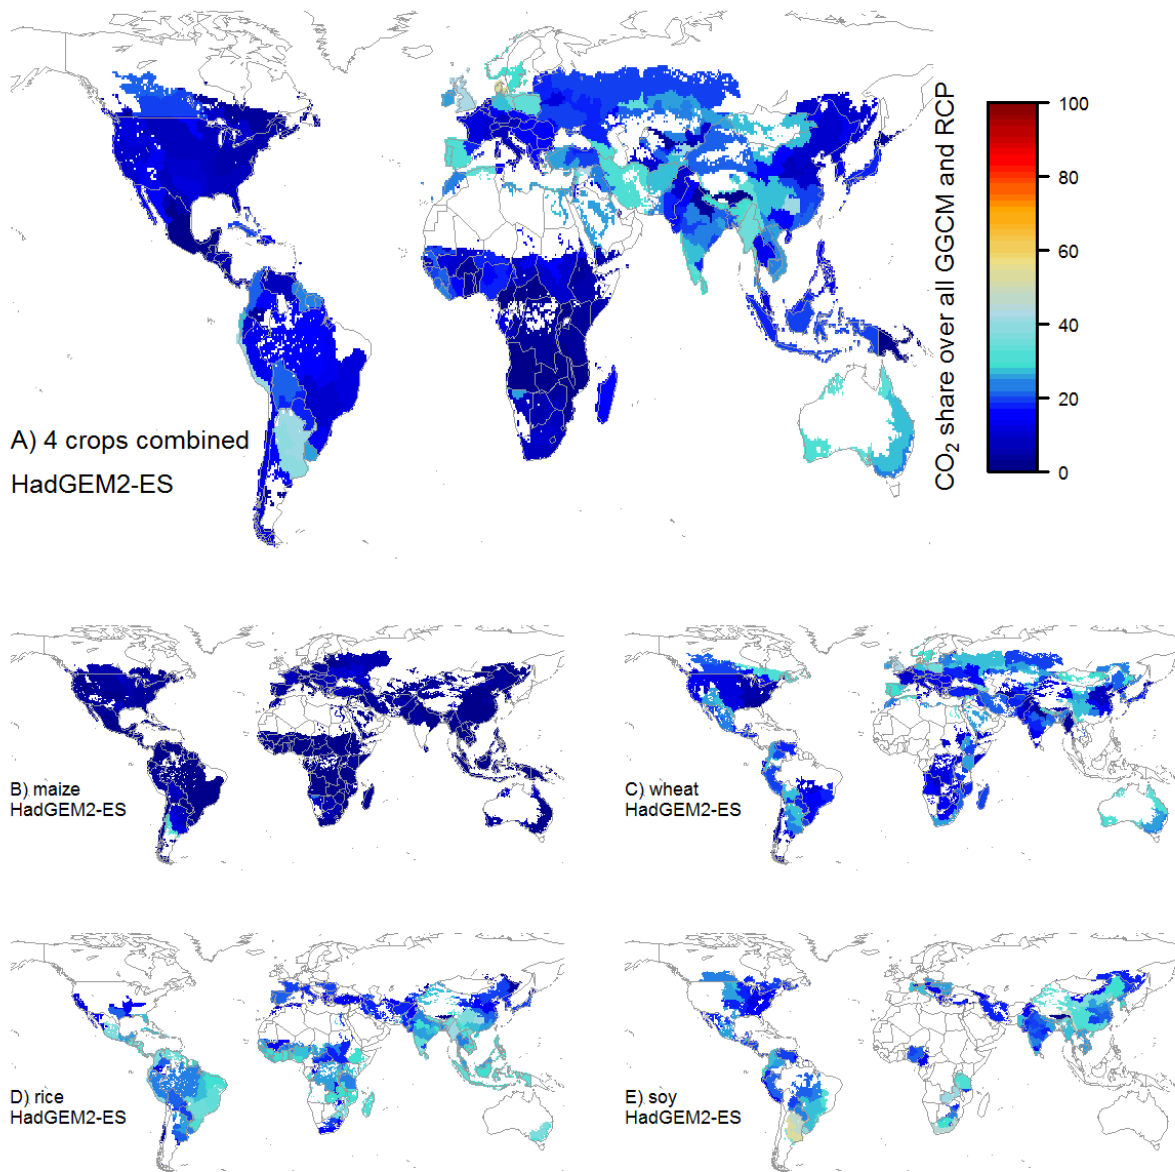 A) 4 crops combined
HadGEM2-ES
CO₂ share over all GGCM and RCP
100
80
60
40
20
0
B) maize
HadGEM2-ES
C) wheat
HadGEM2-ES
D) rice
HadGEM2-ES
E) soy
HadGEM2-ES